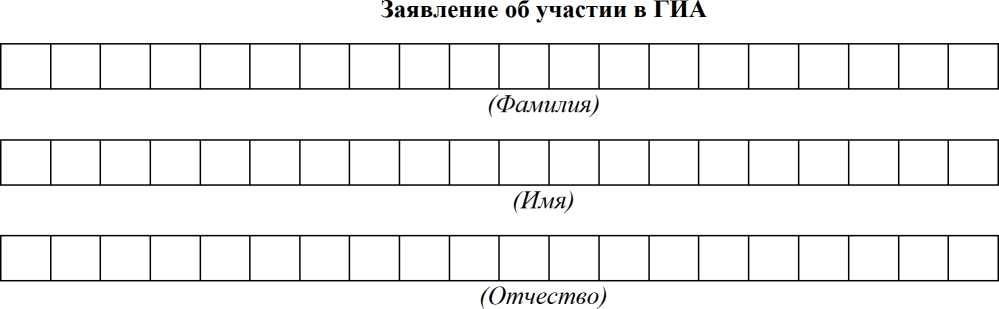 Заявление об участии в ГИА
(Фамилия)
(Имя)
(Отчество)